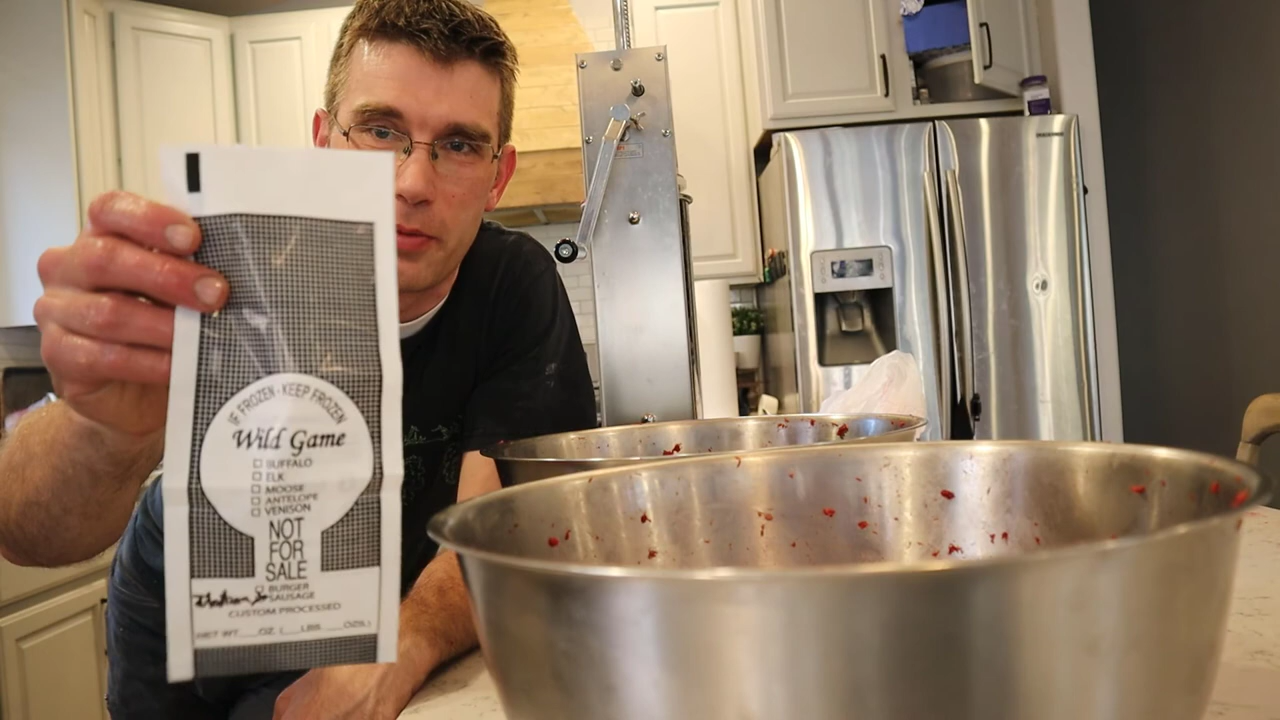 IF FROZEN - KEEP FROZEN
Wild Game
BUFFALO
ELK
MOOSE
ANTELOPE
VENISON
NOT
FOR
SALE
BURGER
SAUSAGE
CUSTOM PROCESSED
(NET WT.___OZ. (___LBS. ___OZS.)